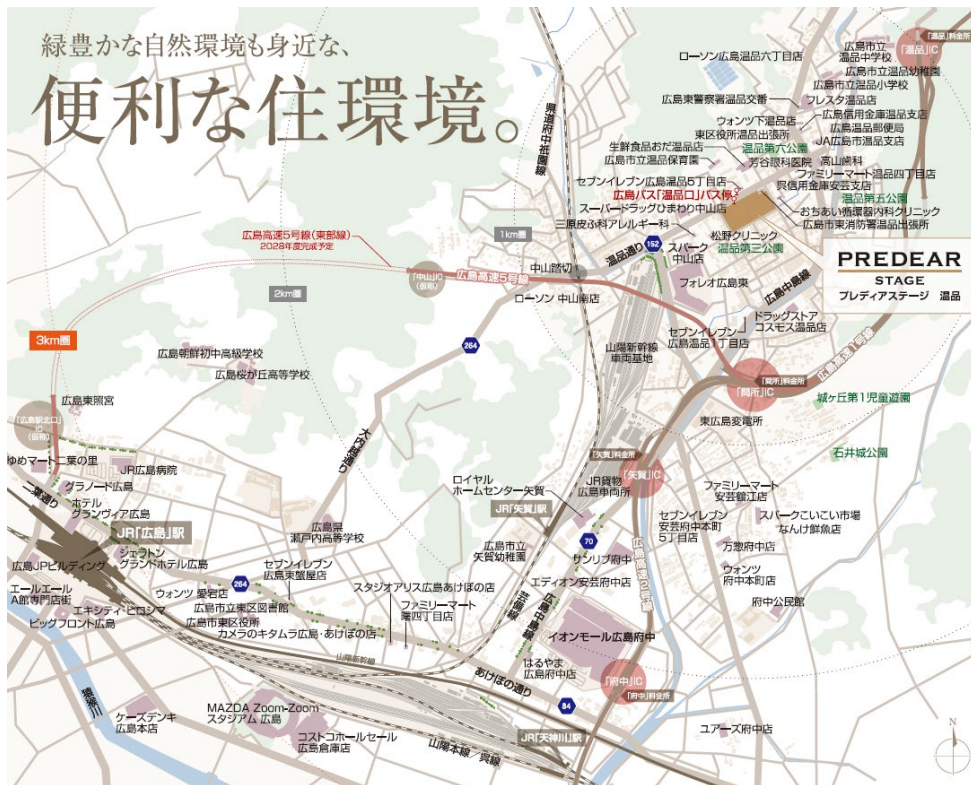 緑豊かな自然環境も身近な、
便利な住環境。
「温品」料金所
「温品」IC
広島市立
温品中学校
広島市立温品幼稚園
広島市立温品小学校
ローソン広島温品六丁目店
広島東警察署温品交番
フレスタ温品店
ウォンツ下温品店
広島信用金庫温品支店
東区役所温品出張所
広島温品郵便局
JA広島市温品支店
生鮮食品おだ温品店
温品第六公園
広島市立温品保育園
芳谷眼科医院
高山歯科
ファミリーマート温品四丁目店
セブンイレブン広島温品5丁目店
呉信用金庫安芸支店
広島バス「温品口」バス停
温品第五公園
スーパードラッグひまわり中山店
おちあい循環器内科クリニック
三原皮ふ科アレルギー科
広島市東消防署温品出張所
松野クリニック
温品第三公園
県道府中祇園線
広島高速5号線(東部線)
2028年度完成予定
1km圏
温品通り
152
スパーク
中山店
PREDEAR
STAGE
プレディアステージ 温品
「中山」IC
(仮称)
広島高速5号線
中山踏切
フォレオ広島東
広島中島線
2km圏
ローソン 中山南店
ドラッグストア
コスモス温品店
セブンイレブン
広島温品1丁目店
広島高速1号線
3km圏
264
山陽新幹線
車両基地
広島朝鮮初中高級学校
広島桜が丘高等学校
「間所」料金所
「間所」IC
城ヶ丘第1児童遊園
広島東照宮
「広島駅北口」
IC
(仮称)
東広島変電所
大内越通り
石井城公園
「矢賀」料金所
「矢賀」IC
ゆめマート二葉の里
JR広島病院
グラノード広島
二葉通り
ロイヤル
ホームセンター矢賀
JR貨物
広島車両所
ファミリーマート
安芸鶴江店
ホテル
グランヴィア広島
JR「矢賀」駅
セブンイレブン
安芸府中本町
5丁目店
スパークこいこい市場
なんけ鮮魚店
JR「広島」駅
広島県
瀬戸内高等学校
広島市立
矢賀幼稚園
70
サンリブ府中
万惣府中店
シェラトン
グランドホテル広島
広島JPビルディング
セブンイレブン
広島東蟹屋店
エディオン安芸府中店
広島高速2号線
ウォンツ
府中本町店
264
スタジオアリス広島あけぼの店
エールエール
A館専門店街
ウォンツ 愛宕店
広島市立東区図書館
ファミリーマート
曙四丁目店
芸備線
広島中島線
府中公民館
エキシティ・ヒロシマ
広島市東区役所
ビッグフロント広島
カメラのキタムラ広島・あけぼの店
イオンモール広島府中
山陽新幹線
あけぼの通り
はるやま
広島府中店
「府中」IC
「府中」料金所
猿猴川
84
MAZDA Zoom-Zoom
スタジアム 広島
ケーズデンキ
広島本店
ユアーズ府中店
コストコホールセール
広島倉庫店
山陽本線/呉線
JR「天神川」駅
N